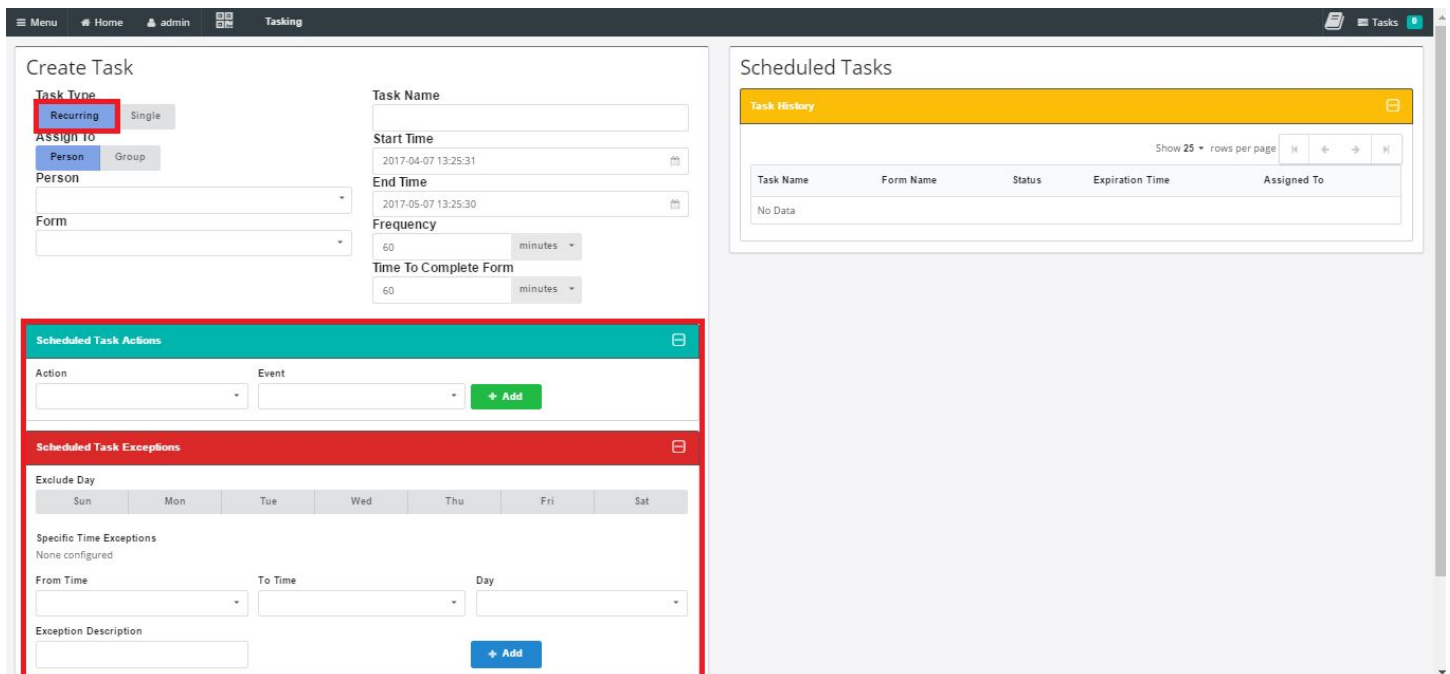 Menu Home admin Tasking Tasks 0
Create Task
Task Type
Recurring Single
Assign To
Person Group
Person
Form
Task Name
Start Time
2017-04-07 13:25:31
End Time
2017-05-07 13:25:30
Frequency
60 minutes
Time To Complete Form
60 minutes
Scheduled Task Actions
Action Event
+ Add
Scheduled Task Exceptions
Exclude Day
Sun Mon Tue Wed Thu Fri Sat
Specific Time Exceptions
None configured
From Time To Time Day
Exception Description
+ Add
Scheduled Tasks
Task History
Show 25 rows per page
Task Name Form Name Status Expiration Time Assigned To
No Data